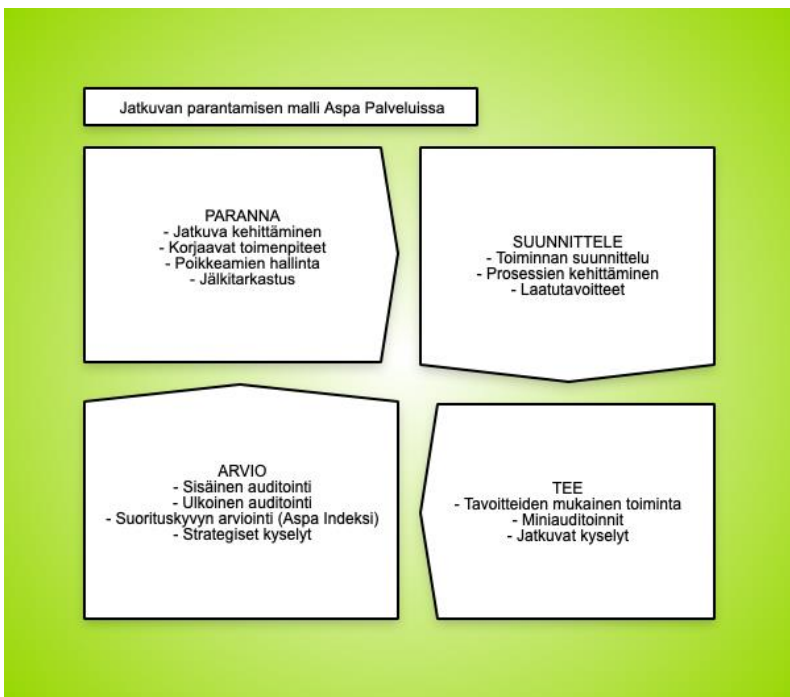 Jatkuvan parantamisen malli Aspa Palveluissa
PARANNA
- Jatkuva kehittäminen
- Korjaavat toimenpiteet
- Poikkeamien hallinta
- Jälkitarkastus
SUUNNITTELE
- Toiminnan suunnittelu
- Prosessien kehittäminen
- Laatutavoitteet
ARVIO
- Sisäinen auditointi
- Ulkoinen auditointi
- Suorituskyvyn arviointi (Aspa Indeksi)
- Strategiset kyselyt
TEE
- Tavoitteiden mukainen toiminta
- Miniauditoinnit
- Jatkuvat kyselyt